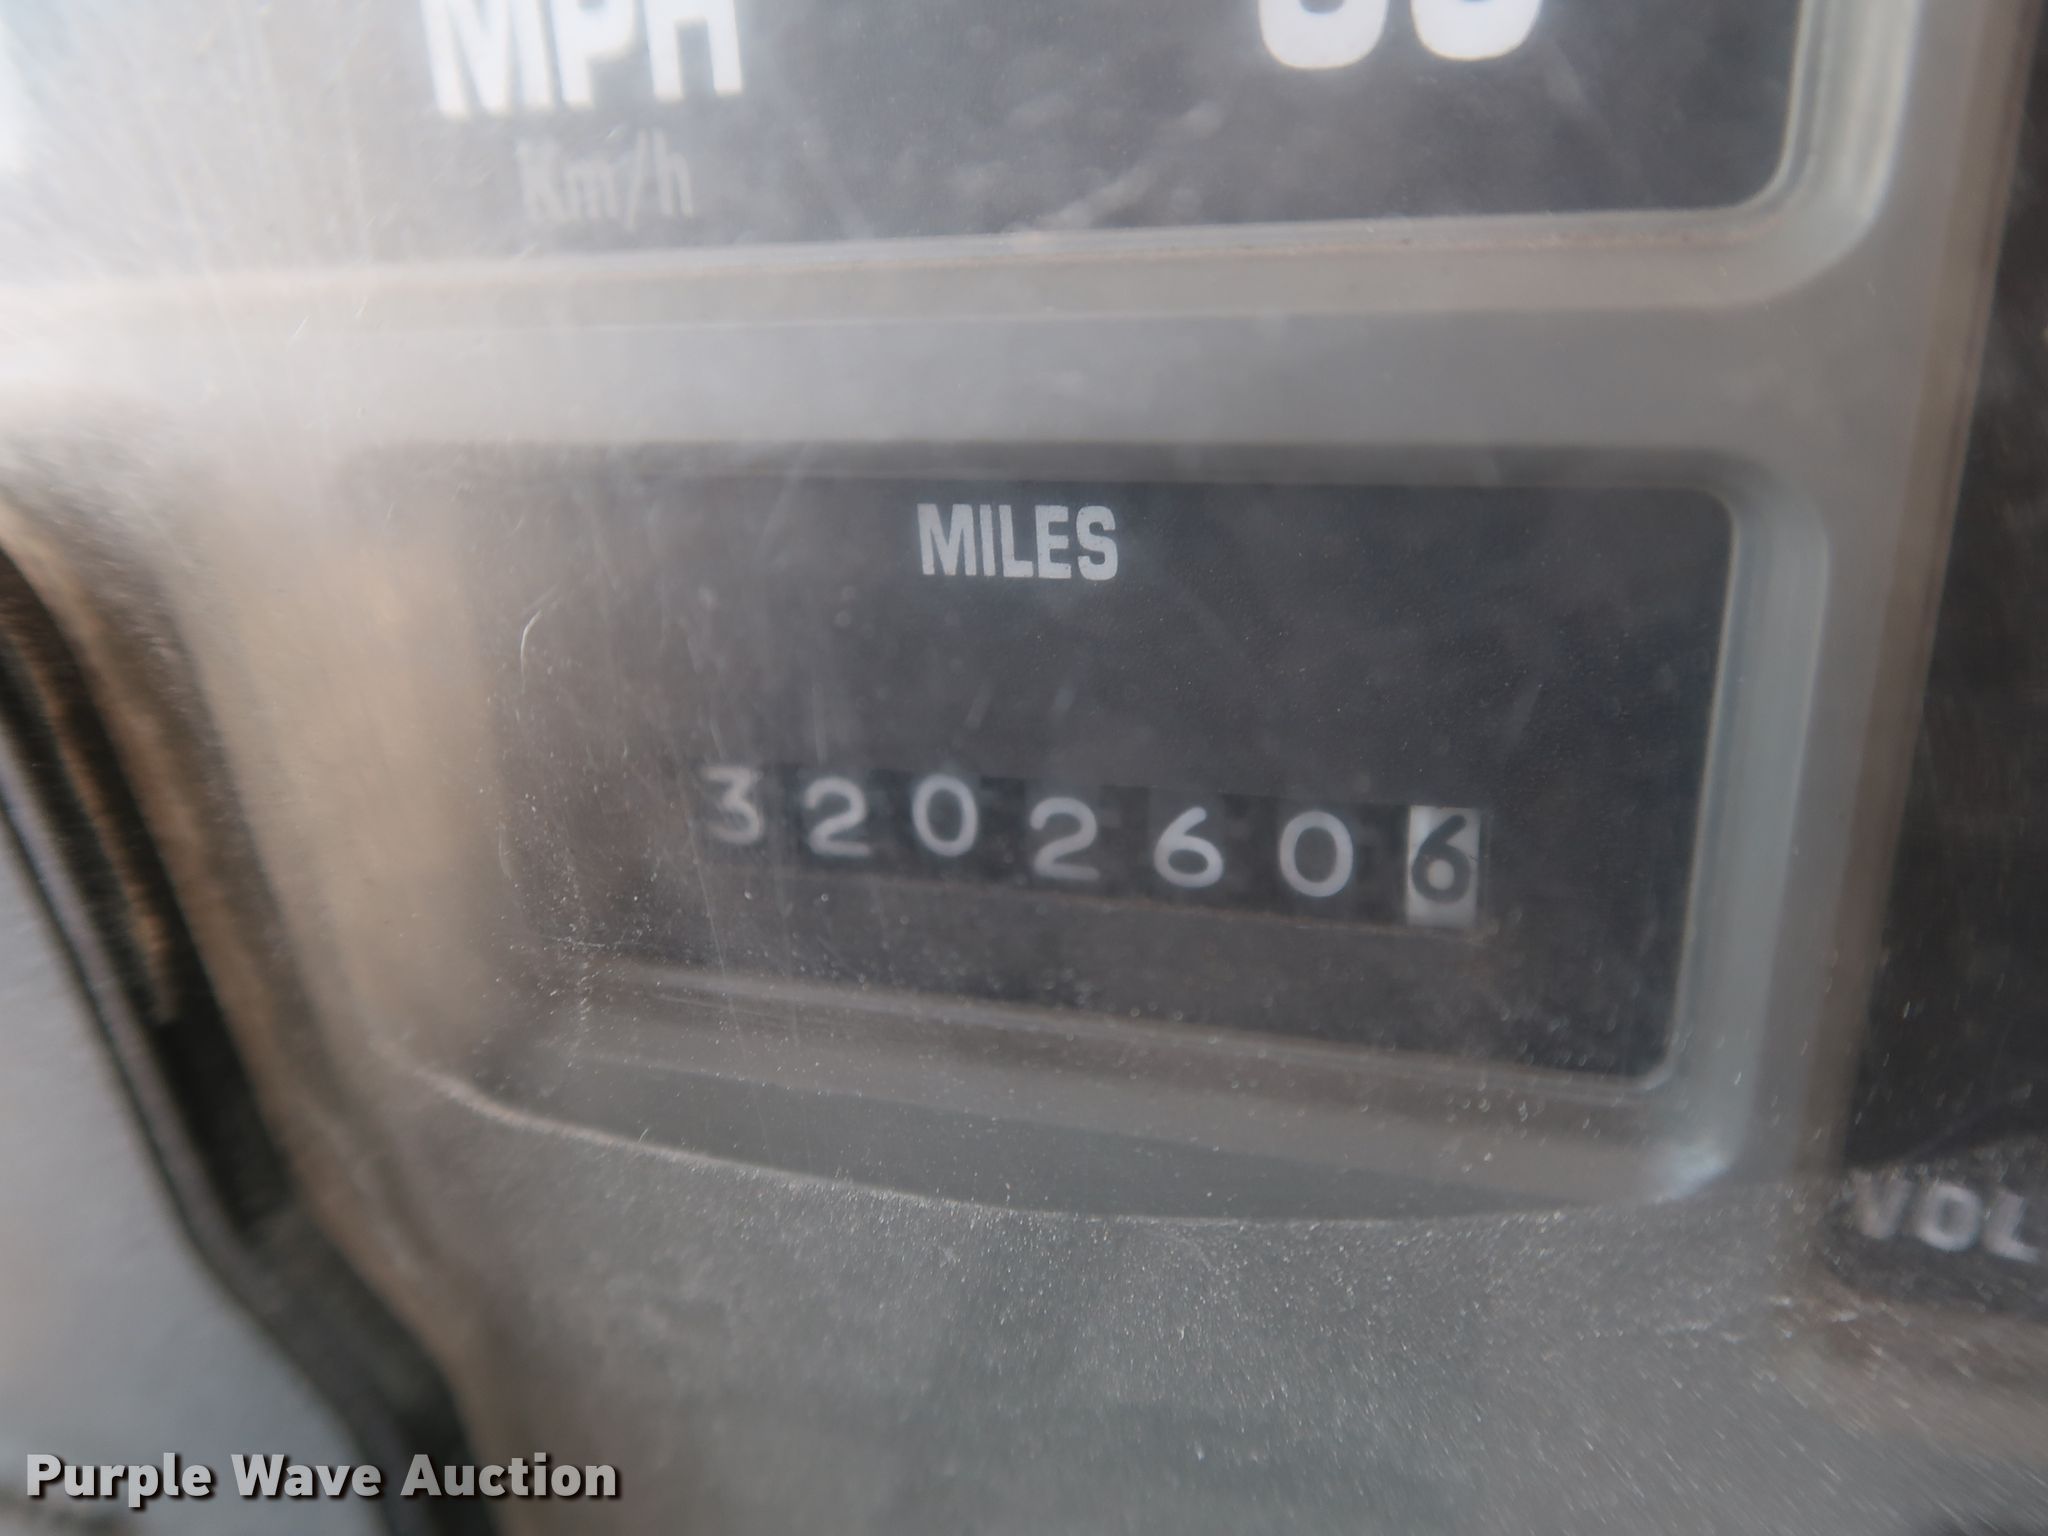 MPH
Km/h
MILES
3202606
VOL
Purple Wave Auction